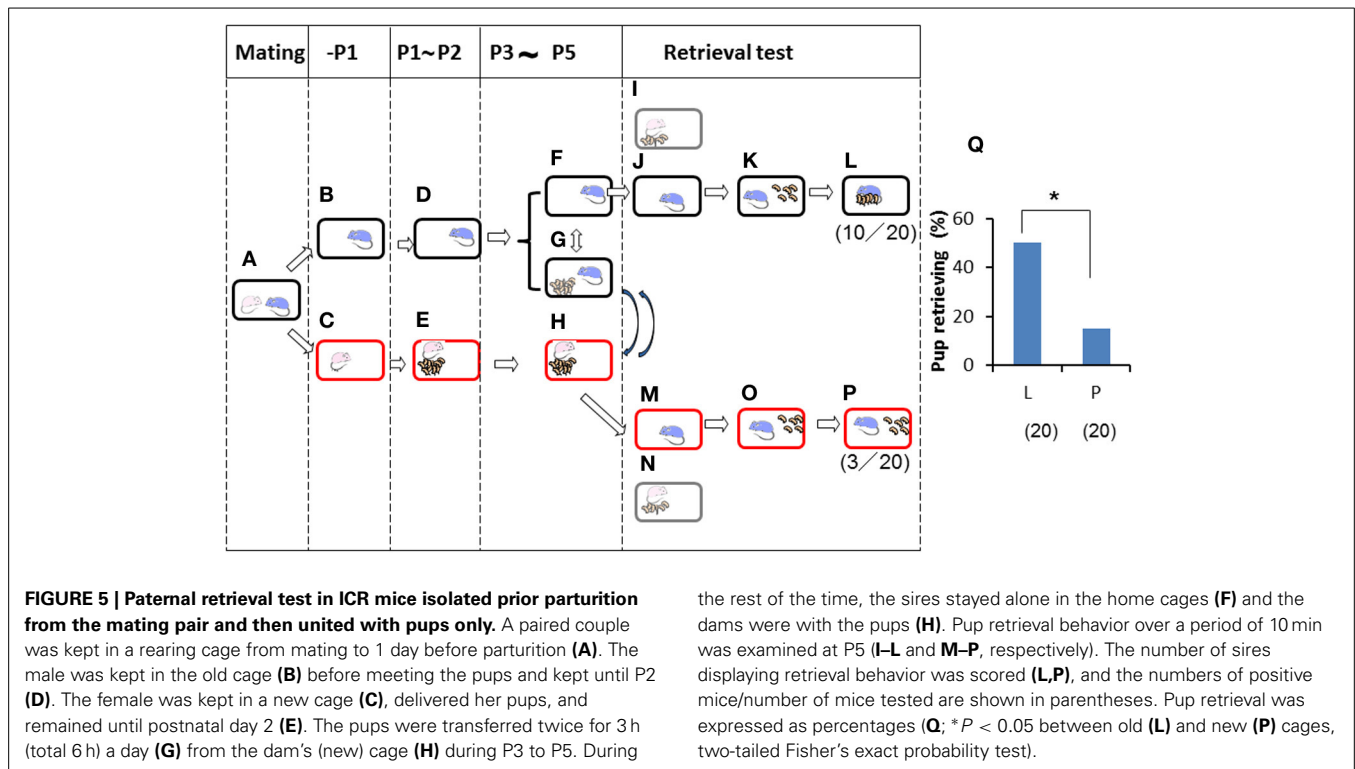 Mating -P1 P1~P2 P3 ~ P5 Retrieval test
I
F J K L Q
B D
(10／20)
A G
C E H
M O P
(3／20)
N
*
Pup retrieving (%)
60
40
20
0
L P
(20) (20)
FIGURE 5 | Paternal retrieval test in ICR mice isolated prior parturition
from the mating pair and then united with pups only. A paired couple
was kept in a rearing cage from mating to 1 day before parturition (A). The
male was kept in the old cage (B) before meeting the pups and kept until P2
(D). The female was kept in a new cage (C), delivered her pups, and
remained until postnatal day 2 (E). The pups were transferred twice for 3 h
(total 6 h) a day (G) from the dam's (new) cage (H) during P3 to P5. During
the rest of the time, the sires stayed alone in the home cages (F) and the
dams were with the pups (H). Pup retrieval behavior over a period of 10 min
was examined at P5 (I–L and M–P, respectively). The number of sires
displaying retrieval behavior was scored (L,P), and the numbers of positive
mice/number of mice tested are shown in parentheses. Pup retrieval was
expressed as percentages (Q; *P < 0.05 between old (L) and new (P) cages,
two-tailed Fisher's exact probability test).